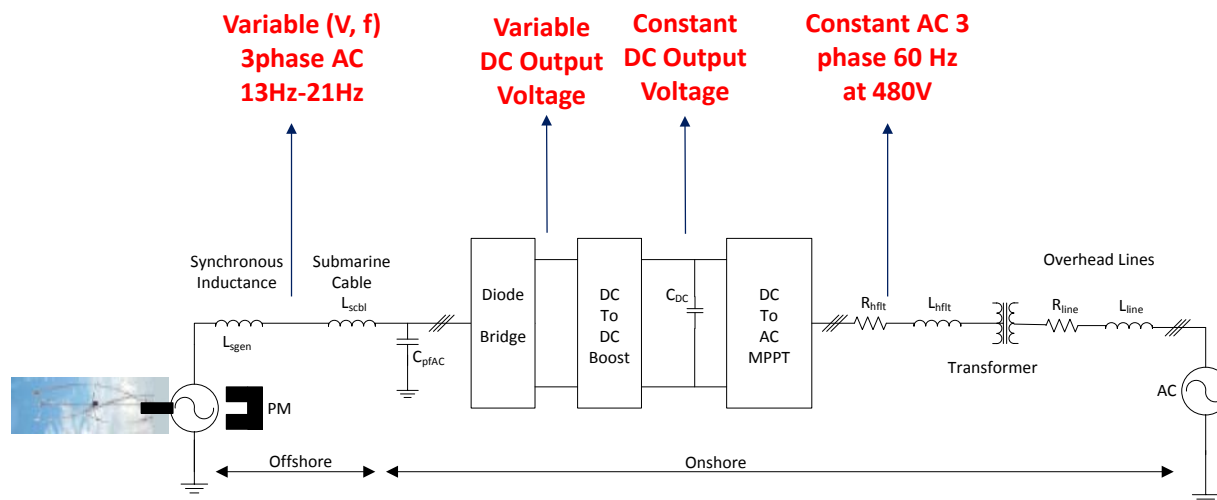 Variable (V, f)
3phase AC
13Hz-21Hz
Variable
DC Output
Voltage
Constant
DC Output
Voltage
Constant AC 3
phase 60 Hz
at 480V
Synchronous
Inductance
Submarine
Cable
Lscbl
Lsgen
CpfAC
PM
Diode
Bridge
DC
To
DC
Boost
CDC
DC
To
AC
MPPT
Rhflt
Lhflt
Transformer
Overhead Lines
Rline
Lline
AC
Offshore
Onshore